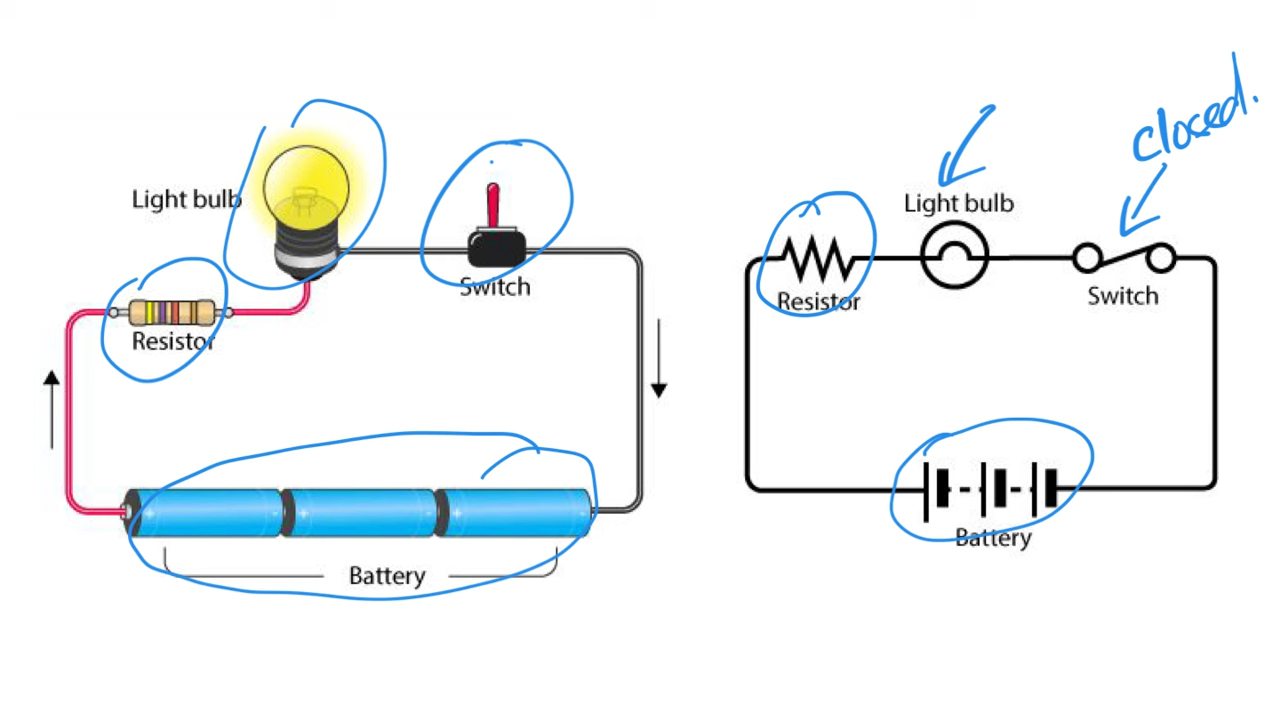 Light bulb
Switch
Resistor
Battery
closed.
Light bulb
Resistor
Switch
Battery